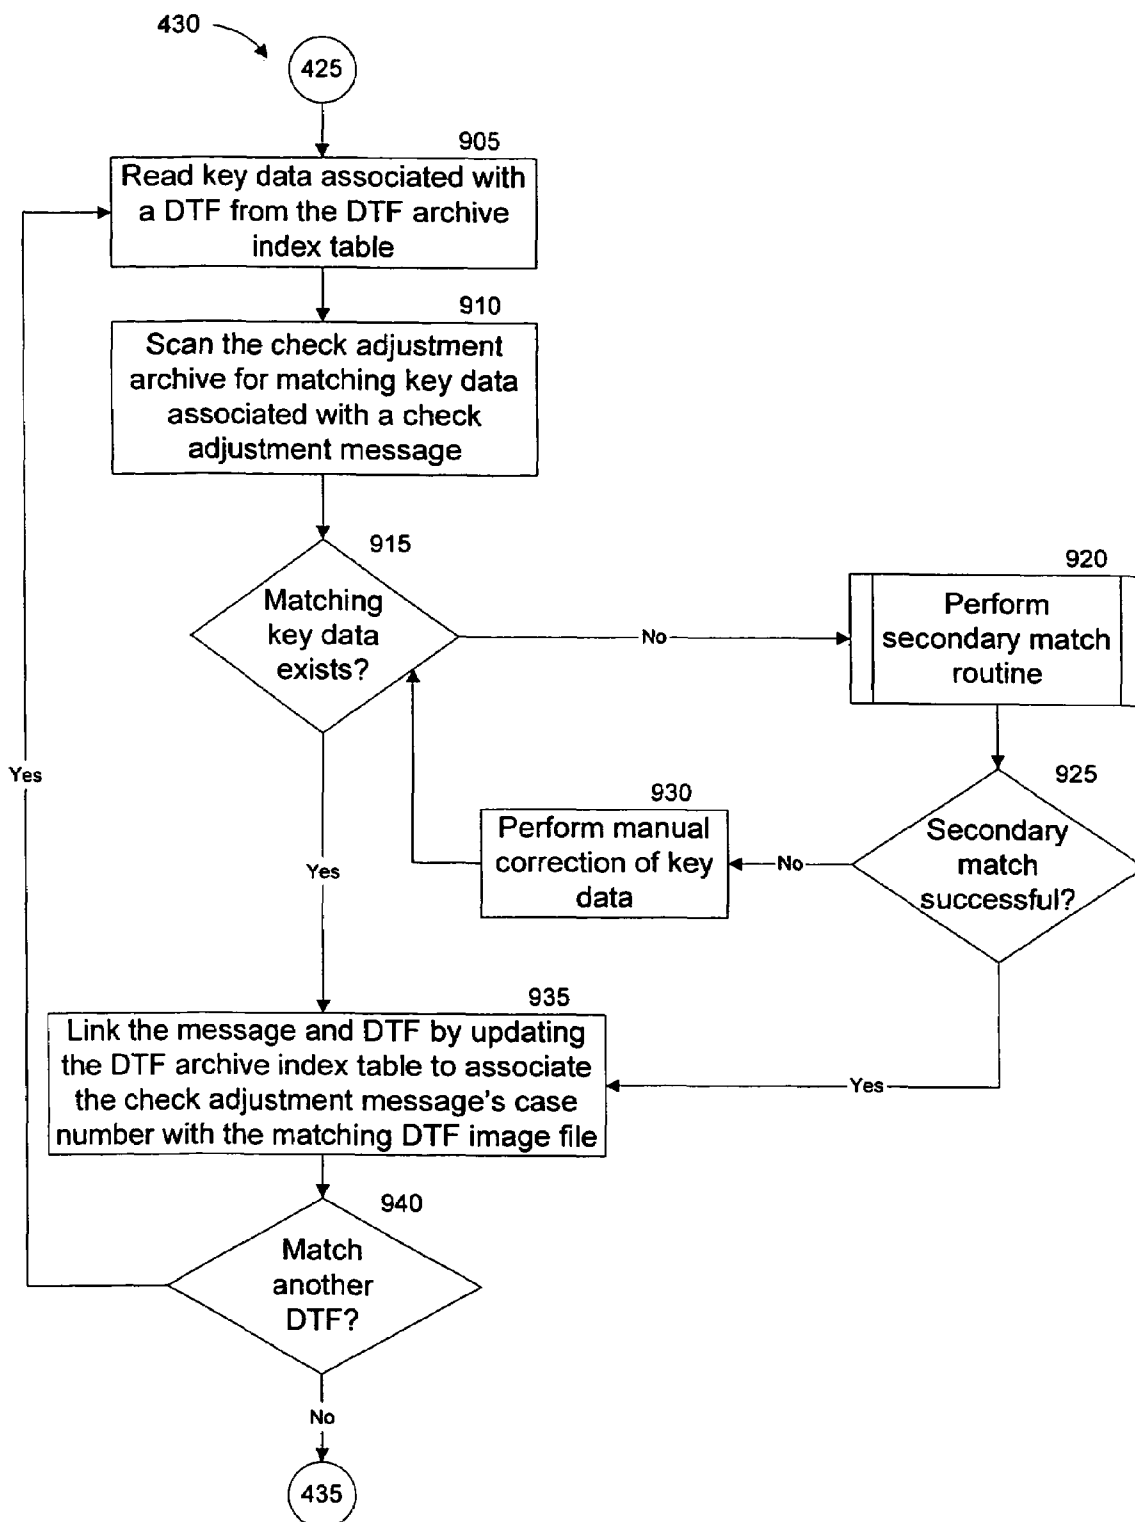 430
425
905
Read key data associated with
a DTF from the DTF archive
index table
910
Scan the check adjustment
archive for matching key data
associated with a check
adjustment message
915
Matching
key data
exists?
No
920
Perform
secondary match
routine
925
Secondary
match
successful?
No
930
Perform manual
correction of key
data
Yes
Yes
Yes
935
Link the message and DTF by updating
the DTF archive index table to associate
the check adjustment message's case
number with the matching DTF image file
940
Match
another
DTF?
No
435